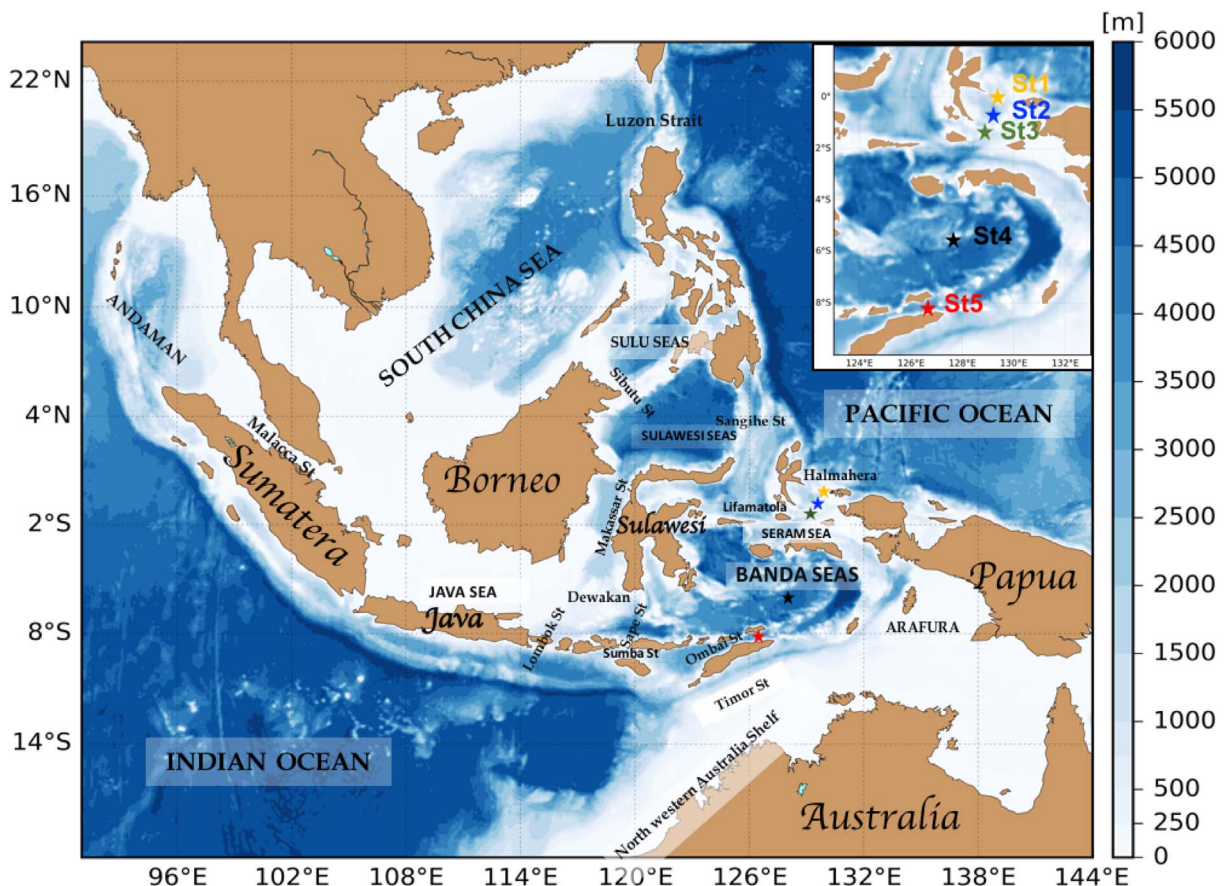 [m]
6000
5500
5000
4500
4000
3500
3000
2500
2000
1500
1000
500
250
0
22°N
16°N
10°N
4°N
2°S
8°S
14°S
96°E
102°E
108°E
114°E
120°E
126°E
132°E
138°E
144°E
0°
2°S
4°S
6°S
8°S
124°E
126°E
128°E
130°E
132°E
St1
St2
St3
St4
St5
Luzon Strait
SOUTH CHINA SEA
ANDAMAN
SULU SEAS
Sibutu St
PACIFIC OCEAN
Sangihe St
SULAWESI SEAS
Malacca St
Sumatera
Borneo
Halmahera
Makassar St
Lifamatola
Sulawesi
SERAM SEA
BANDA SEAS
Papua
JAVA SEA
Java
Dewakan
Lombok St
Sape St
Sumba St
Ombai St
ARAFURA
Timor St
INDIAN OCEAN
North western Australia Shelf
Australia